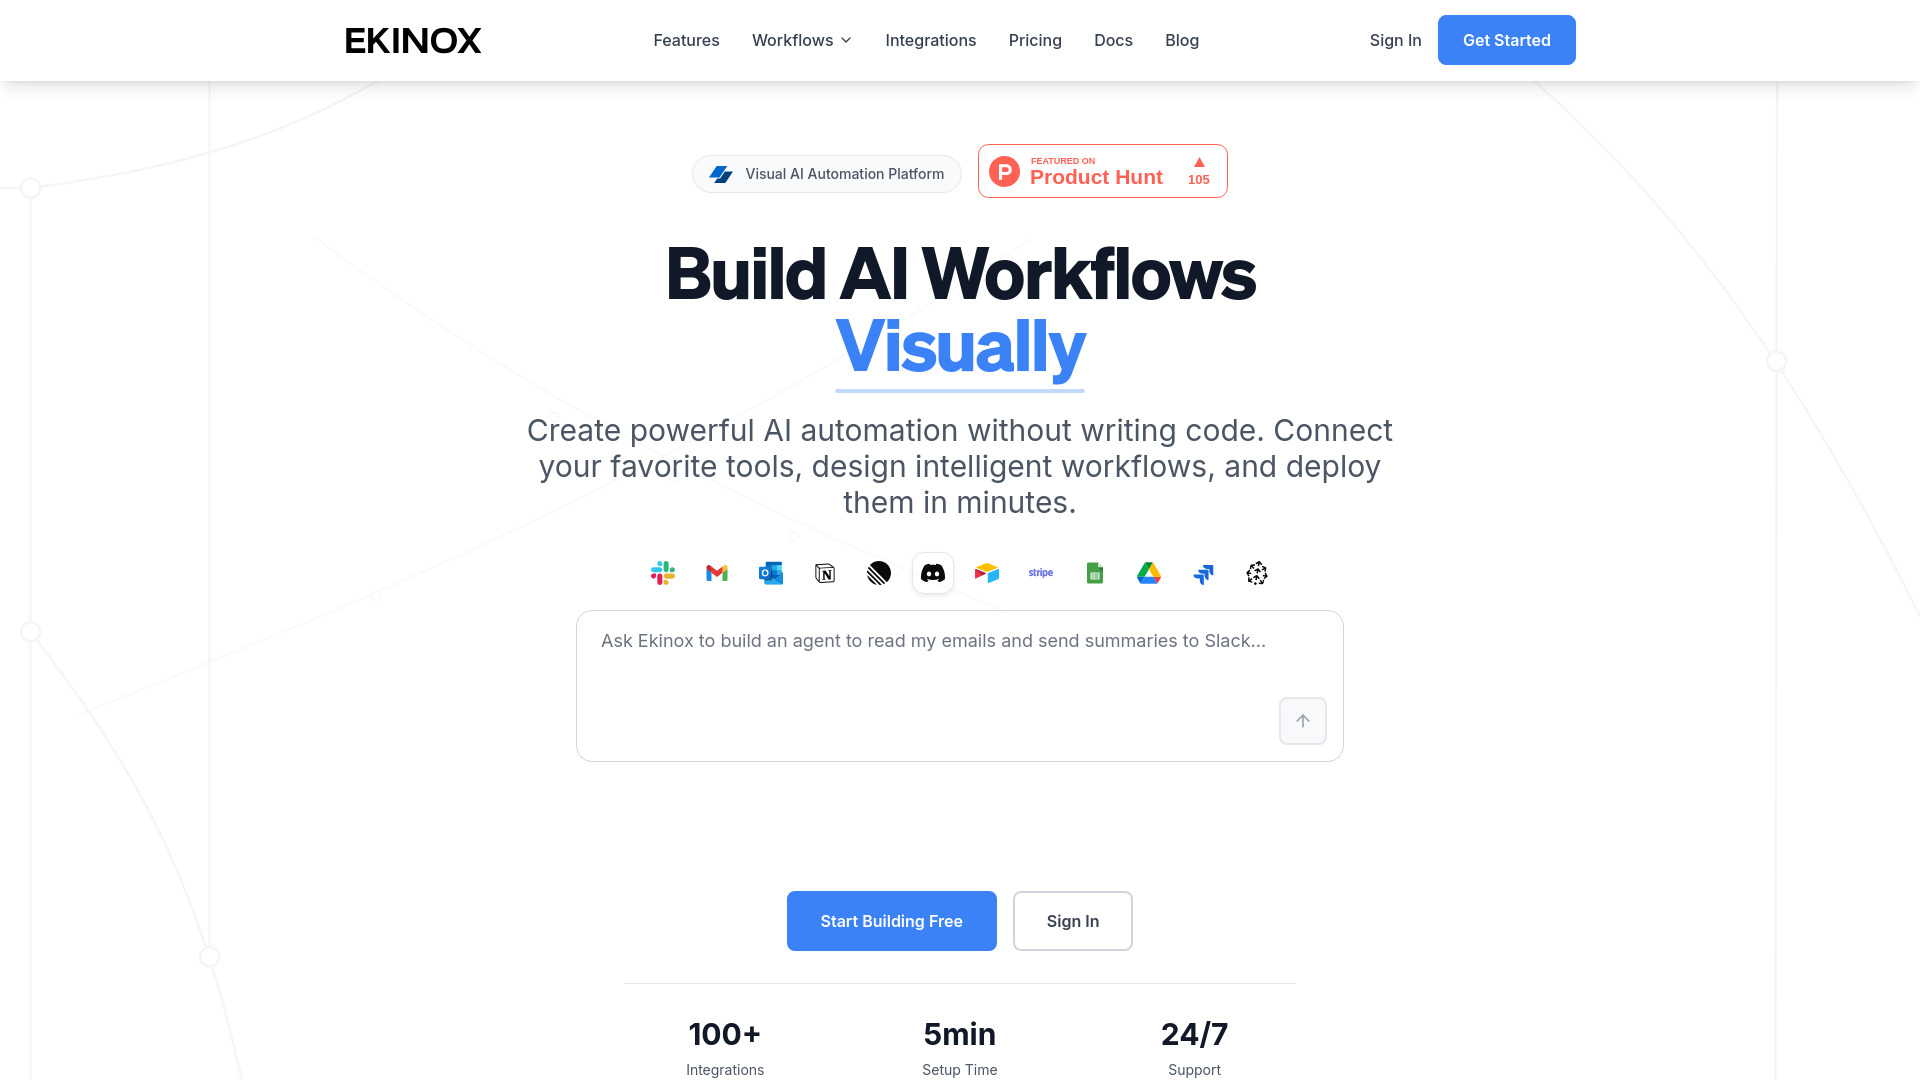 EKINOX
Features
Workflows
Integrations
Pricing
Docs
Blog
Sign In
Get Started
Visual AI Automation Platform
FEATURED ON
Product Hunt
105
Build AI Workflows
Visually
Create powerful AI automation without writing code. Connect
your favorite tools, design intelligent workflows, and deploy
them in minutes.
stripe
Ask Ekinox to build an agent to read my emails and send summaries to Slack...
Start Building Free
Sign In
100+
Integrations
5min
Setup Time
24/7
Support